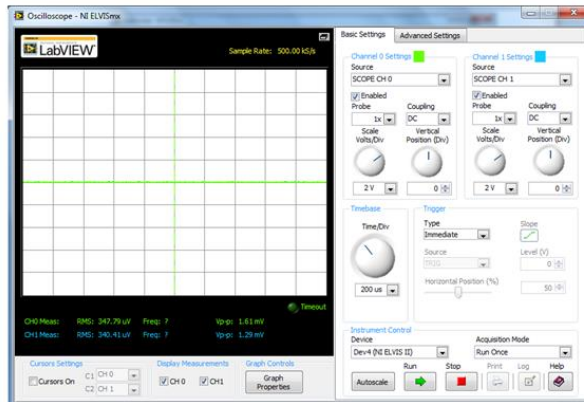 Oscilloscope - NI ELVISmx
LabVIEW
Sample Rate: 500.00 kS/s
Timeout
CH0 Meas: RMS: 347.79 uV Freq: ? Vp-p: 1.61 mV
CH1 Meas: RMS: 340.41 uV Freq: ? Vp-p: 1.29 mV
Cursors Settings
Cursors On
C1 CH 0
C2 CH 1
Display Measurements
CH 0 CH1
Graph Controls
Graph Properties
Basic Settings Advanced Settings
Channel 0 Settings Channel 1 Settings
Source Source
SCOPE CH 0 SCOPE CH 1
Enabled Enabled
Probe Coupling Probe Coupling
1x DC 1x DC
Scale Vertical Scale Vertical
Volts/Div Position (Div) Volts/Div Position (Div)
2 V 0 2 V 0
Timebase
Time/Div
200 us
Trigger
Type Slope
Immediate
Source Level (V)
TRIG 0
Horizontal Position (%)
50
Instrument Control
Device Acquisition Mode
Dev4 (NI ELVIS II) Run Once
Run Stop Print Log Help
Autoscale